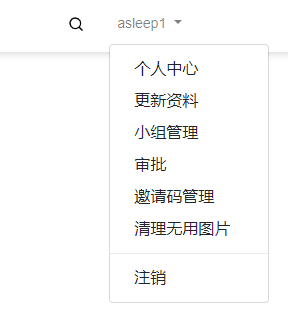 asleep1
个人中心
更新资料
小组管理
审批
邀请码管理
清理无用图片
注销